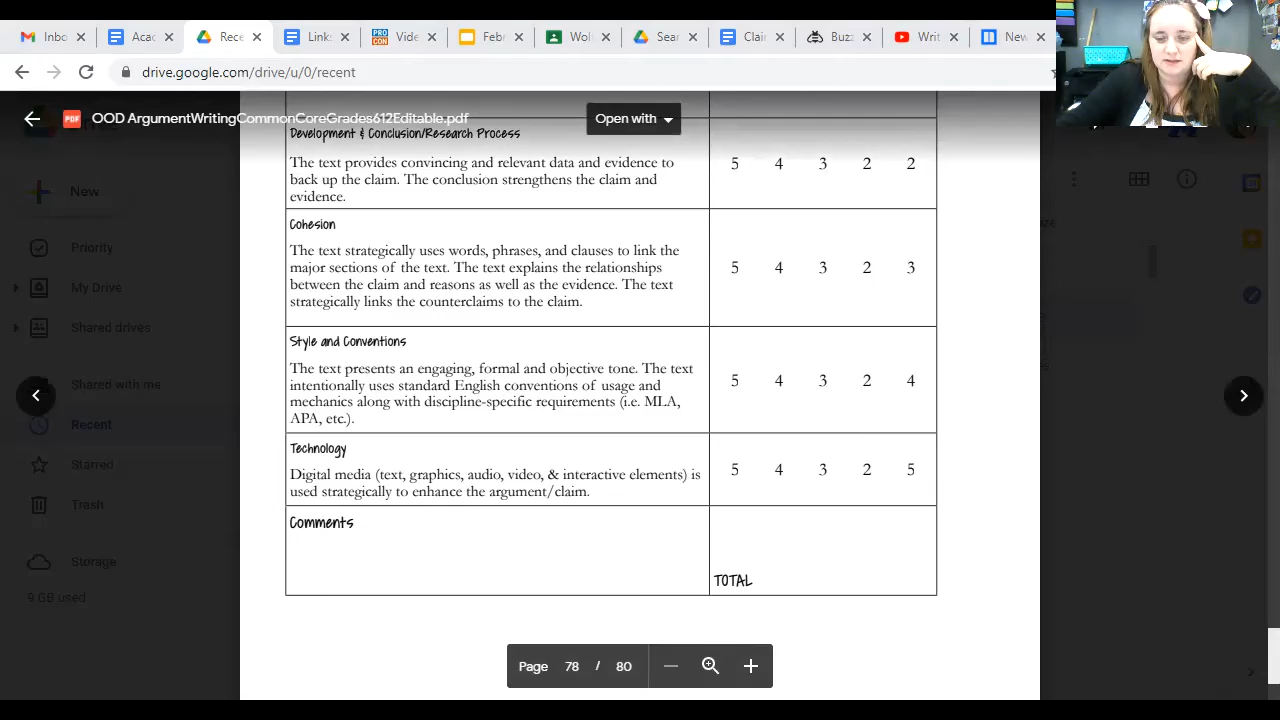 Inbo
Acac
Rece
Links
PRO CON
Vide
Febr
Wolf
Sear
Clair
Buzz
Writ
New
drive.google.com/drive/u/0/recent
OOD ArgumentWritingCommonCoreGrades612Editable.pdf
Open with
New
Priority
My Drive
Shared drives
Shared with me
Recent
Starred
Trash
Storage
9 GB used
Development & Conclusion/Research Process
The text provides convincing and relevant data and evidence to
back up the claim. The conclusion strengthens the claim and
evidence.
5 4 3 2 2
Cohesion
The text strategically uses words, phrases, and clauses to link the
major sections of the text. The text explains the relationships
between the claim and reasons as well as the evidence. The text
strategically links the counterclaims to the claim.
5 4 3 2 3
Style and Conventions
The text presents an engaging, formal and objective tone. The text
intentionally uses standard English conventions of usage and
mechanics along with discipline-specific requirements (i.e. MLA,
APA, etc.).
5 4 3 2 4
Technology
Digital media (text, graphics, audio, video, & interactive elements) is
used strategically to enhance the argument/claim.
5 4 3 2 5
Comments
TOTAL
Page 78 / 80